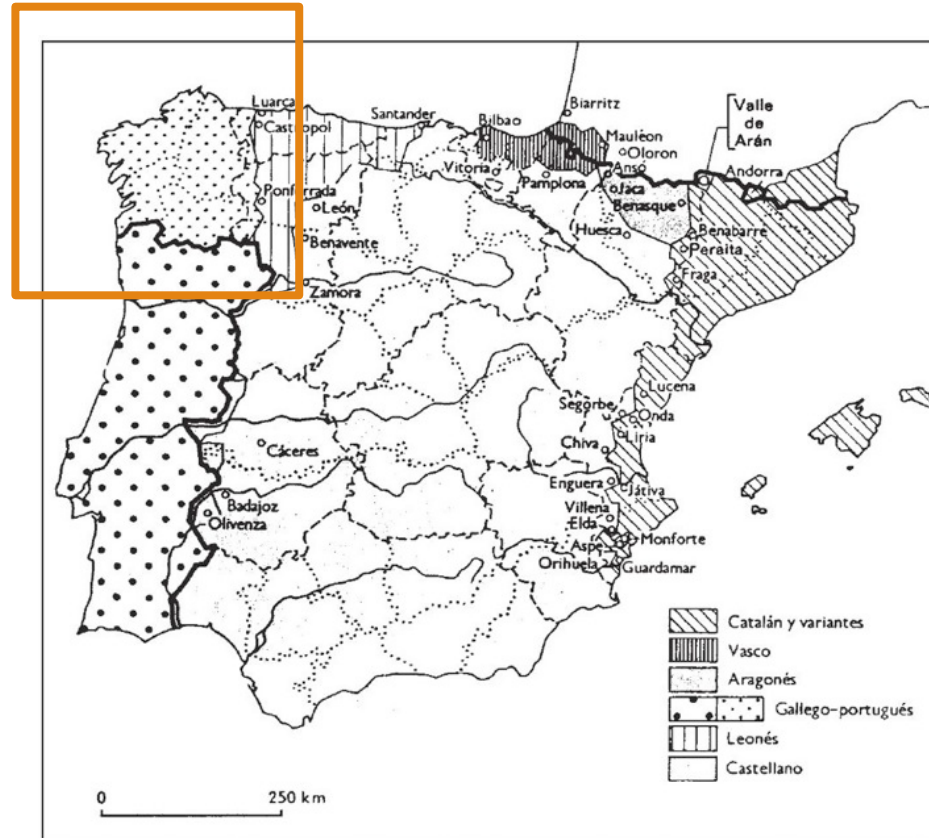 Luarca
Castropol
Santander
Bilbao
Biarritz
Valle
de
Arán
Mauléon
Oloron
Vitoria
Pamplona
Ansó
Jaca
Andorra
Ponferrada
León
Benasque
Benavente
Huesca
Benabarre
Peralta
Fraga
Zamora
Lucena
Segorbe
Onda
Liria
Cáceres
Chiva
Enguera
Játiva
Badajoz
Olivenza
Villena
Elda
Monforte
Aspe
Orihuela
Guardamar
Catalán y variantes
Vasco
Aragonés
Gallego-portugués
Leonés
Castellano
0 250 km